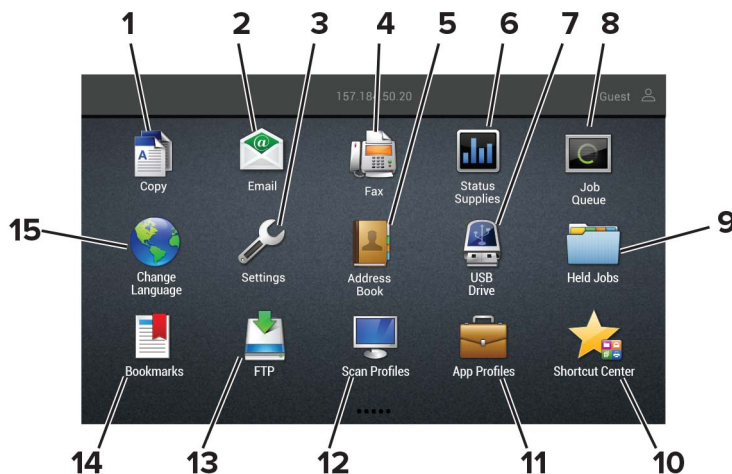 1 2 3 4 5 6 7 8
157.184.50.20 Guest
Copy Email Fax Status Supplies Job Queue
15 9
Change Language Settings Address Book USB Drive Held Jobs
Bookmarks FTP Scan Profiles App Profiles Shortcut Center
14 13 12 11 10